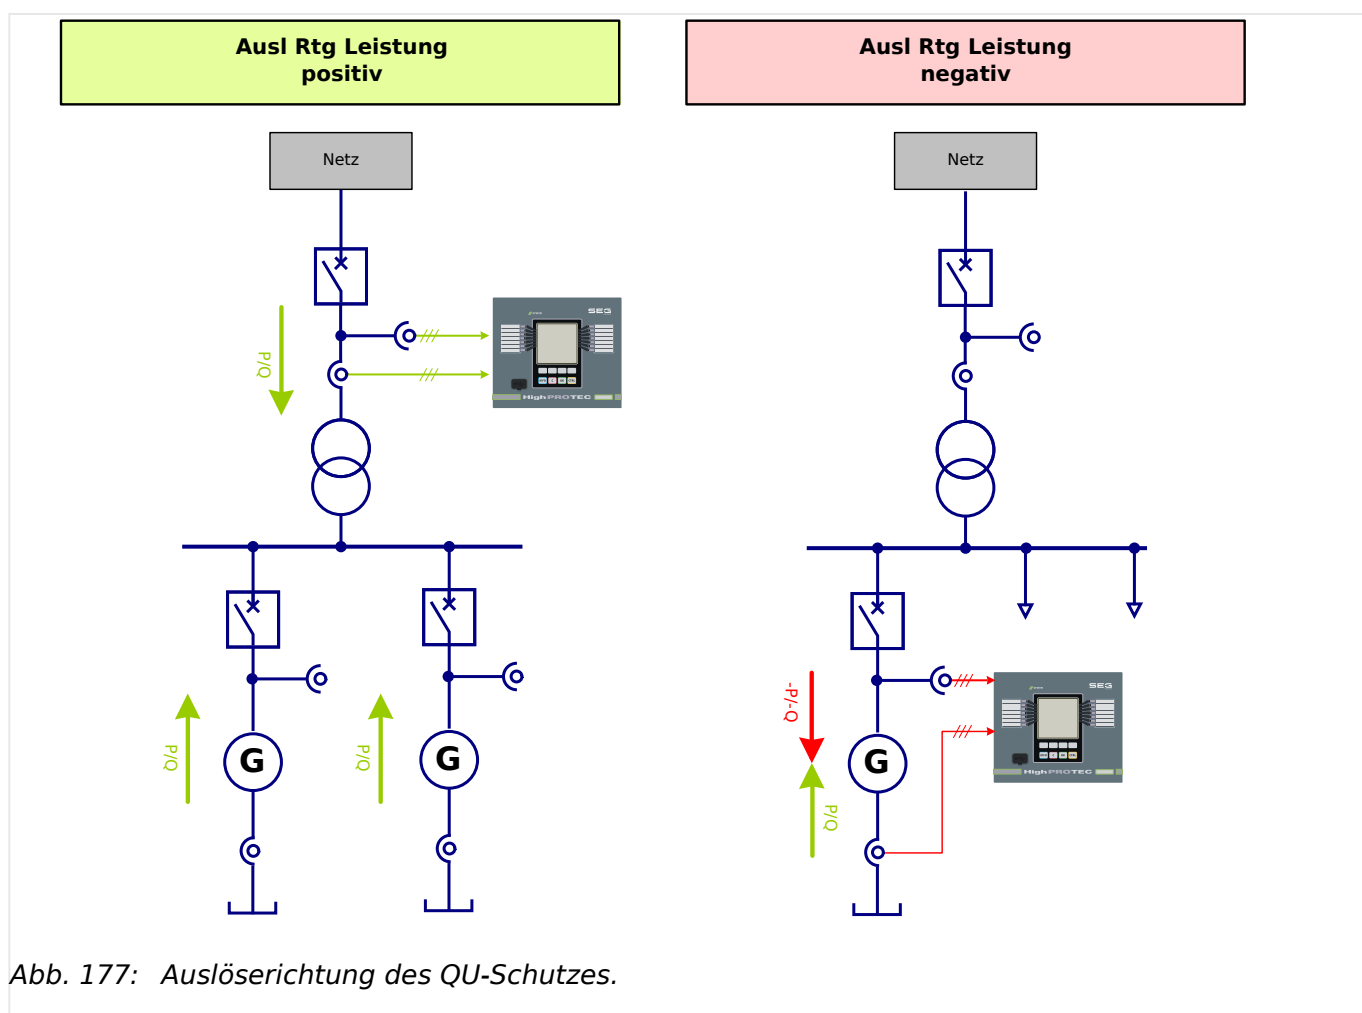 Ausl Rtg Leistung
positiv
Ausl Rtg Leistung
negativ
Netz
Netz
P/Q
SEG
HighPROTEC
P/Q
G
P/Q
G
-P/-Q
P/Q
G
SEG
HighPROTEC
Abb. 177: Auslöserichtung des QU-Schutzes.